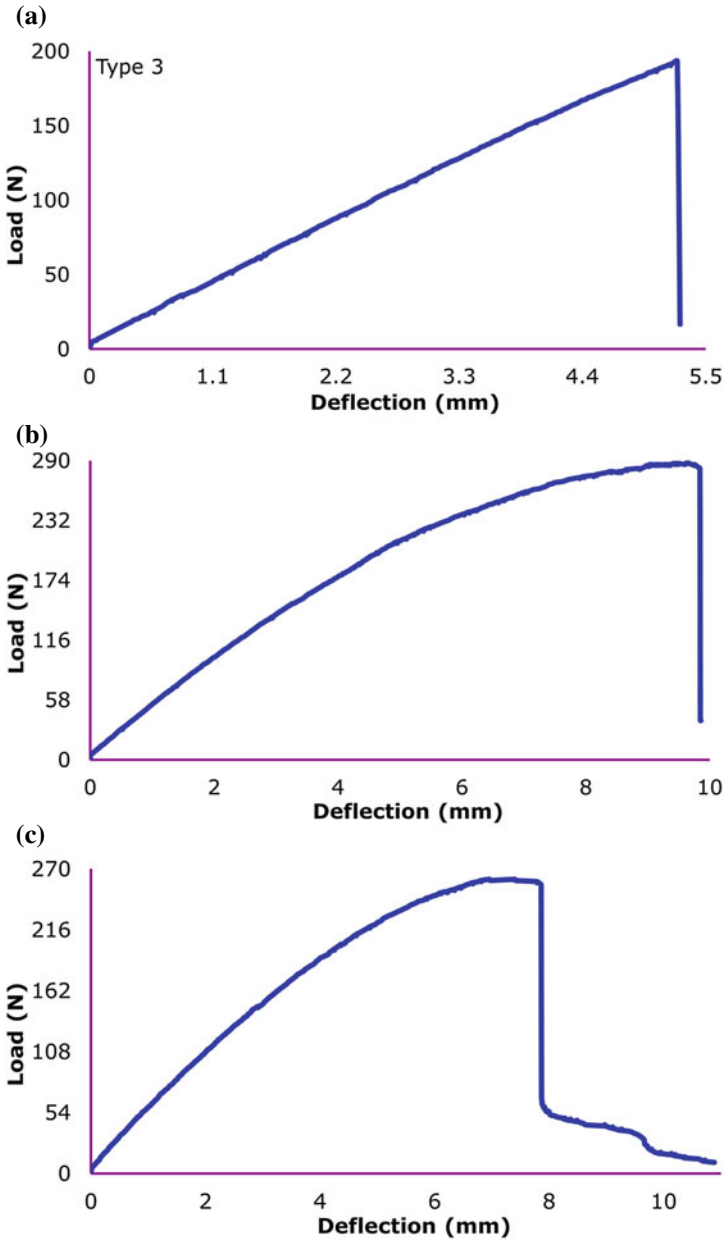 (a)
200
Type 3
150
100
50
0
Load (N)
0 1.1 2.2 3.3 4.4 5.5
Deflection (mm)
(b)
290
232
174
116
58
0
Load (N)
0 2 4 6 8 10
Deflection (mm)
(c)
270
216
162
108
54
0
Load (N)
0 2 4 6 8 10
Deflection (mm)